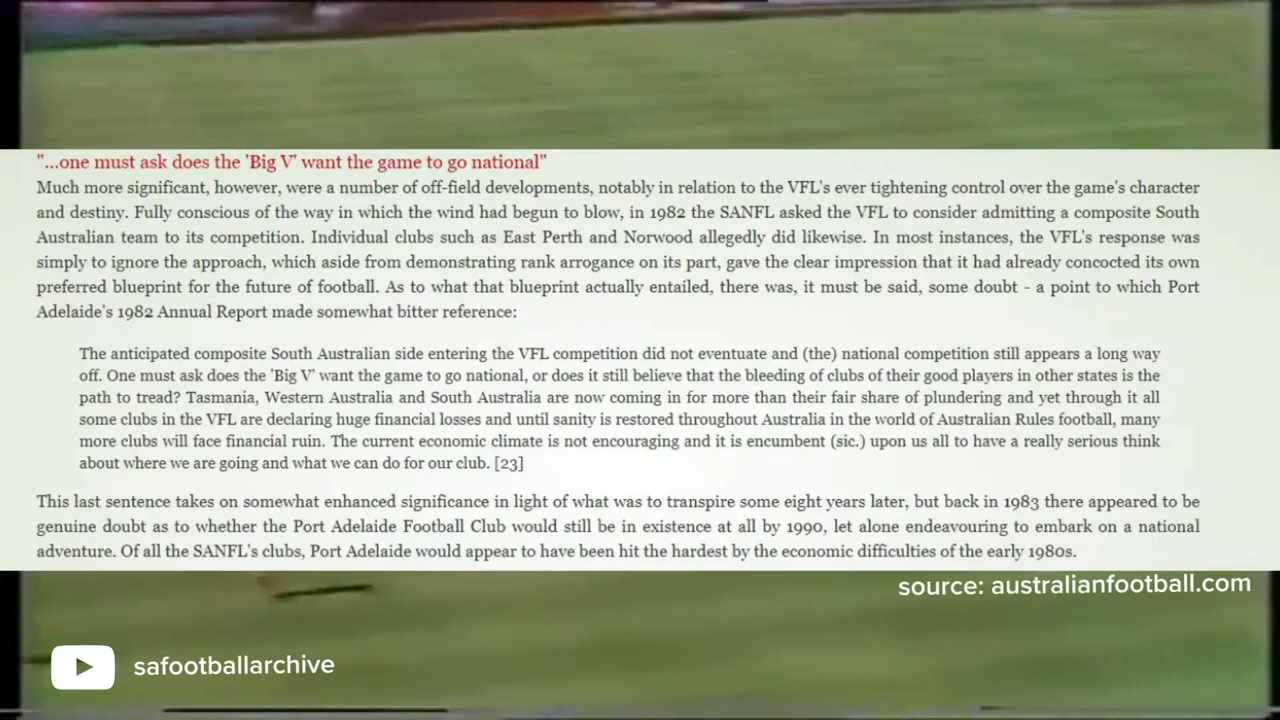 "...one must ask does the 'Big V' want the game to go national"
Much more significant, however, were a number of off-field developments, notably in relation to the VFL's ever tightening control over the game's character
and destiny. Fully conscious of the way in which the wind had begun to blow, in 1982 the SANFL asked the VFL to consider admitting a composite South
Australian team to its competition. Individual clubs such as East Perth and Norwood allegedly did likewise. In most instances, the VFL's response was
simply to ignore the approach, which aside from demonstrating rank arrogance on its part, gave the clear impression that it had already concocted its own
preferred blueprint for the future of football. As to what that blueprint actually entailed, there was, it must be said, some doubt - a point to which Port
Adelaide's 1982 Annual Report made somewhat bitter reference:
The anticipated composite South Australian side entering the VFL competition did not eventuate and (the) national competition still appears a long way
off. One must ask does the 'Big V' want the game to go national, or does it still believe that the bleeding of clubs of their good players in other states is the
path to tread? Tasmania, Western Australia and South Australia are now coming in for more than their fair share of plundering and yet through it all
some clubs in the VFL are declaring huge financial losses and until sanity is restored throughout Australia in the world of Australian Rules football, many
more clubs will face financial ruin. The current economic climate is not encouraging and it is encumbent (sic.) upon us all to have a really serious think
about where we are going and what we can do for our club. [23]
This last sentence takes on somewhat enhanced significance in light of what was to transpire some eight years later, but back in 1983 there appeared to be
genuine doubt as to whether the Port Adelaide Football Club would still be in existence at all by 1990, let alone endeavouring to embark on a national
adventure. Of all the SANFL's clubs, Port Adelaide would appear to have been hit the hardest by the economic difficulties of the early 1980s.
source: australianfootball.com
safootballarchive